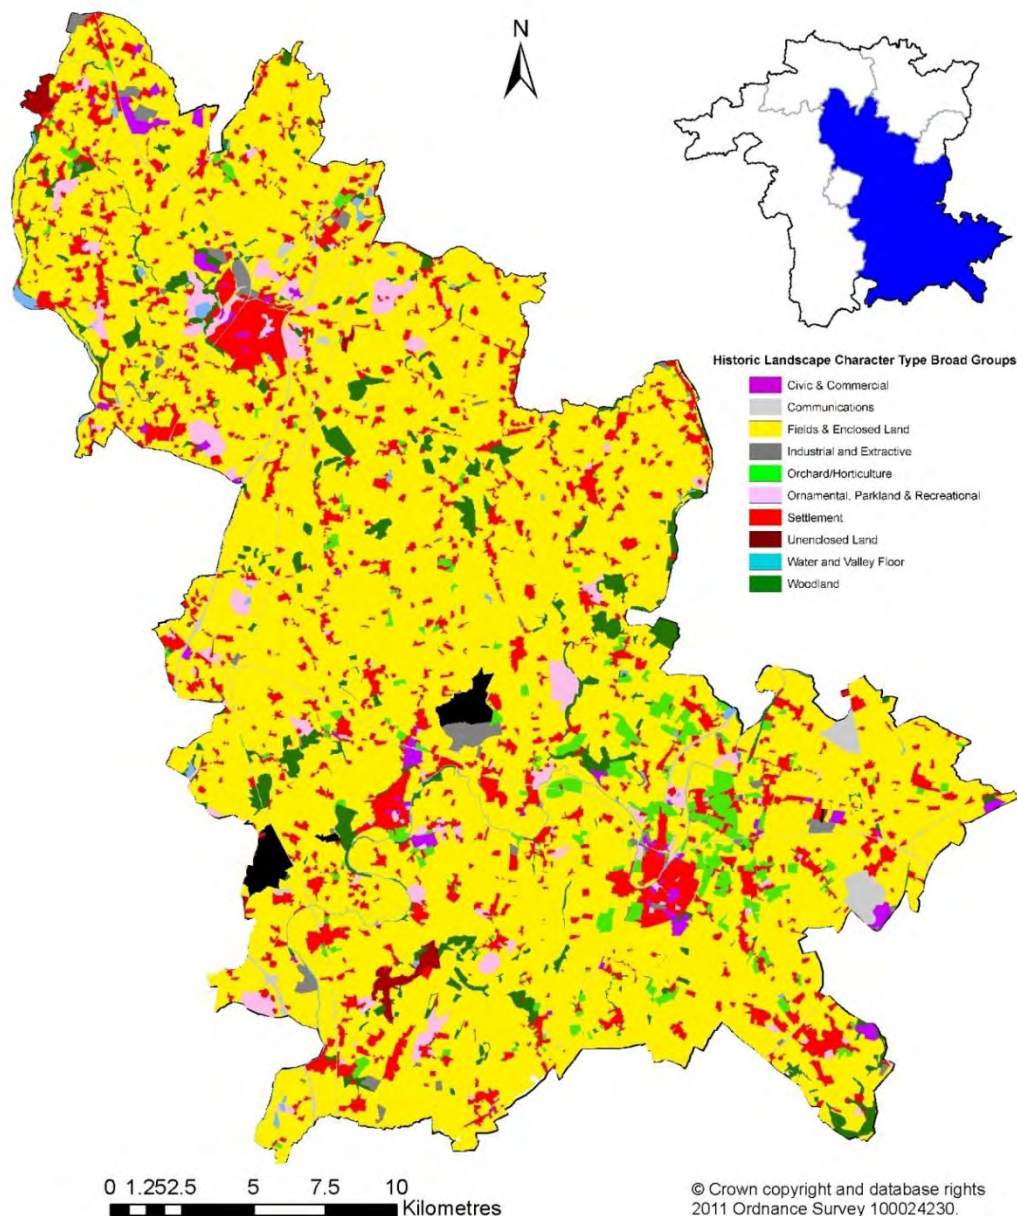 N
Historic Landscape Character Type Broad Groups
Civic & Commercial
Communications
Fields & Enclosed Land
Industrial and Extractive
Orchard/Horticulture
Ornamental, Parkland & Recreational
Settlement
Unenclosed Land
Water and Valley Floor
Woodland
0 1.252.5 5 7.5 10
Kilometres
© Crown copyright and database rights
2011 Ordnance Survey 100024230.